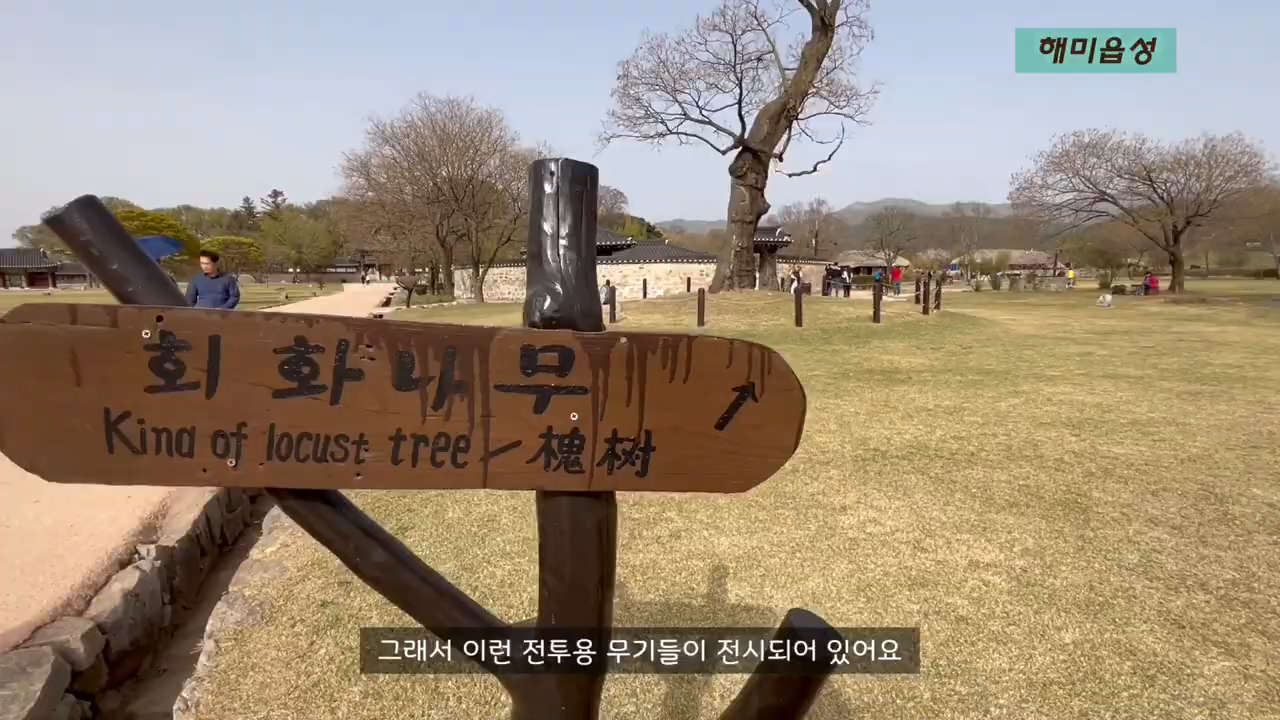 해미읍성
회화나무
Kind of locust tree - 槐树
그래서 이런 전투용 무기들이 전시되어 있어요